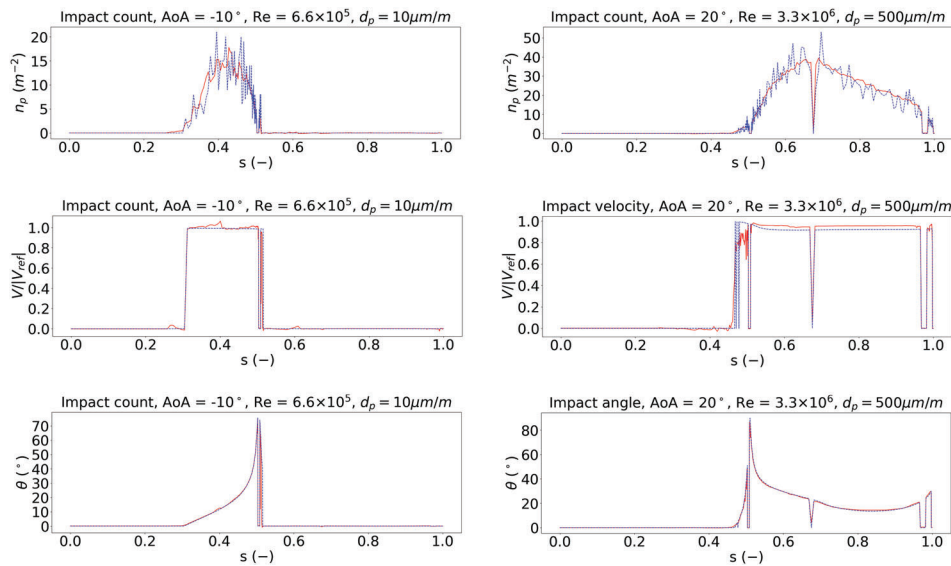 Impact count, AoA = -10°, Re = 6.6×10⁵, d_p = 10μm/m
n_p (m⁻²)
20
15
10
5
0
0.0 0.2 0.4 0.6 0.8 1.0
s (−)
Impact count, AoA = 20°, Re = 3.3×10⁶, d_p = 500μm/m
n_p (m⁻²)
50
40
30
20
10
0
0.0 0.2 0.4 0.6 0.8 1.0
s (−)
Impact count, AoA = -10°, Re = 6.6×10⁵, d_p = 10μm/m
V/|V_ref|
1.0
0.8
0.6
0.4
0.2
0.0
0.0 0.2 0.4 0.6 0.8 1.0
s (−)
Impact velocity, AoA = 20°, Re = 3.3×10⁶, d_p = 500μm/m
V/|V_ref|
1.0
0.8
0.6
0.4
0.2
0.0
0.0 0.2 0.4 0.6 0.8 1.0
s (−)
Impact count, AoA = -10°, Re = 6.6×10⁵, d_p = 10μm/m
θ (°)
70
60
50
40
30
20
10
0
0.0 0.2 0.4 0.6 0.8 1.0
s (−)
Impact angle, AoA = 20°, Re = 3.3×10⁶, d_p = 500μm/m
θ (°)
80
60
40
20
0
0.0 0.2 0.4 0.6 0.8 1.0
s (−)